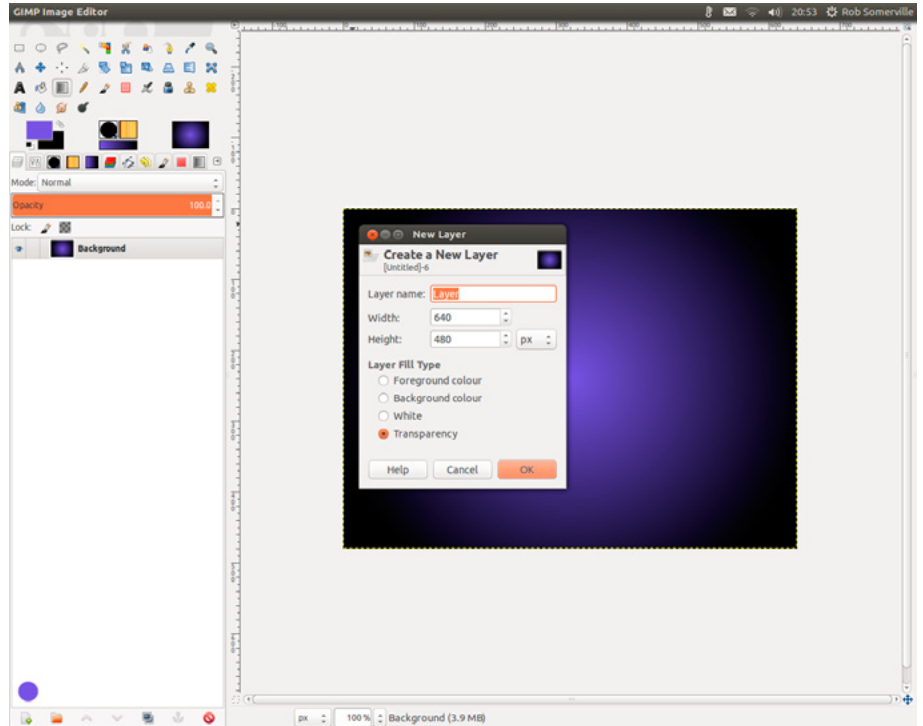 GIMP Image Editor
20:53 Rob Somerville
Mode: Normal
Opacity 100.0
Lock:
Background
New Layer
Create a New Layer
[Untitled]-6
Layer name: Layer
Width: 640
Height: 480 px
Layer Fill Type
Foreground colour
Background colour
White
Transparency
Help Cancel OK
px 100 % Background (3.9 MB)